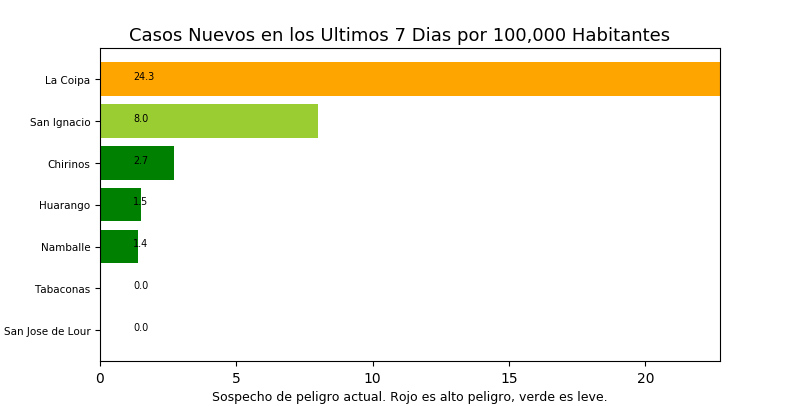 Casos Nuevos en los Ultimos 7 Dias por 100,000 Habitantes
La Coipa 24.3
San Ignacio 8.0
Chirinos 2.7
Huarango 1.5
Namballe 1.4
Tabaconas 0.0
San Jose de Lour 0.0
0 5 10 15 20
Sospecho de peligro actual. Rojo es alto peligro, verde es leve.